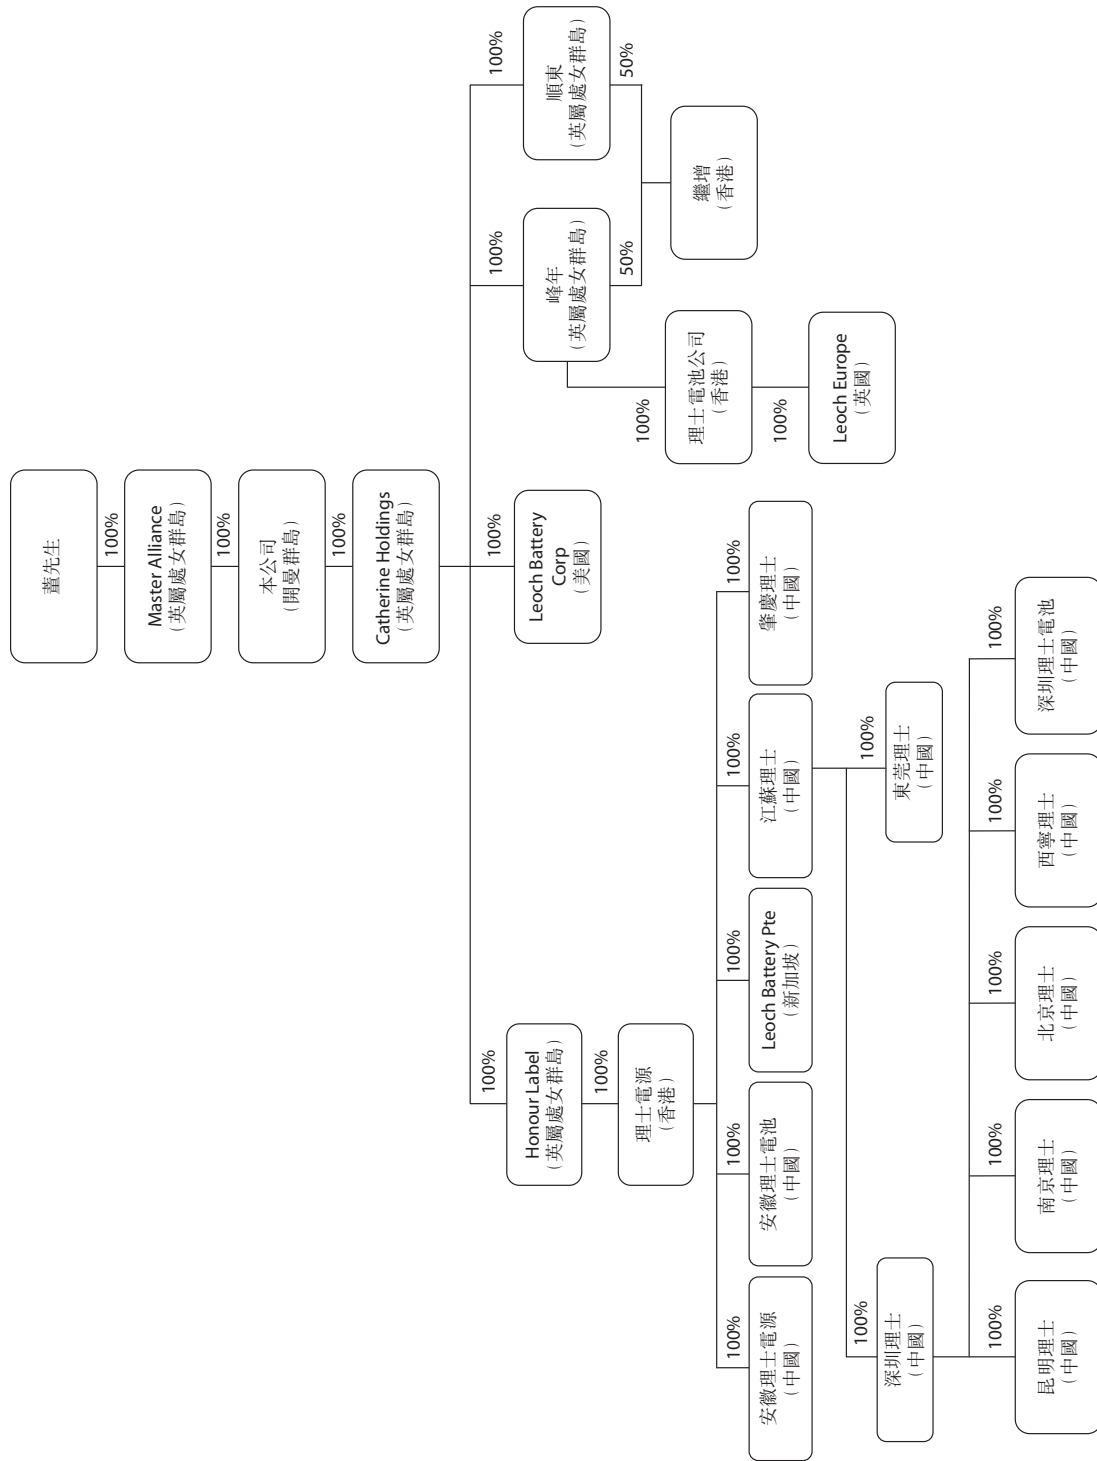 董先生
100%
Master Alliance
（英屬處女群島）
100%
本公司
（開曼群島）
100%
Catherine Holdings
（英屬處女群島）
100%
100%
100%
100%
Honour Label
（英屬處女群島）
Leoch Battery
Corp
（美國）
峰年
（英屬處女群島）
順東
（英屬處女群島）
100%
100%
50%
50%
理士電源
（香港）
理士電池公司
（香港）
繼增
（香港）
100%
Leoch Europe
（英國）
100%
100%
100%
100%
100%
安徽理士電源
（中國）
安徽理士電池
（中國）
Leoch Battery Pte
（新加坡）
江蘇理士
（中國）
肇慶理士
（中國）
100%
100%
深圳理士
（中國）
東莞理士
（中國）
100%
100%
100%
100%
100%
昆明理士
（中國）
南京理士
（中國）
北京理士
（中國）
西寧理士
（中國）
深圳理士電池
（中國）